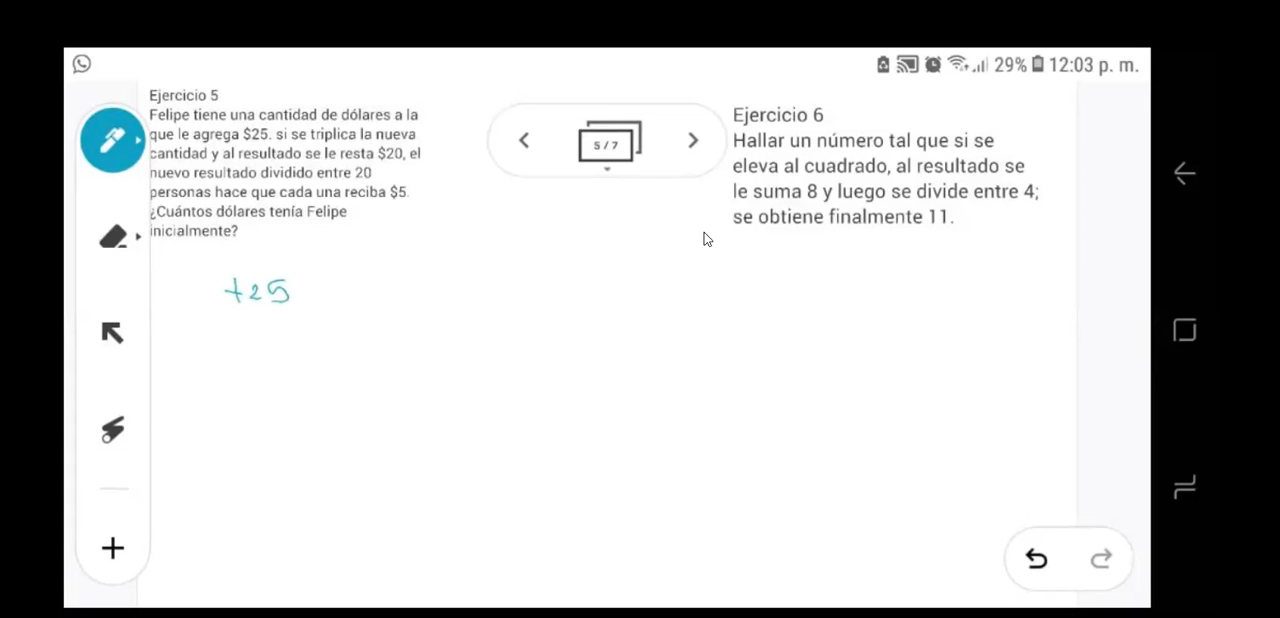 29% 12:03 p. m.
Ejercicio 5
Felipe tiene una cantidad de dólares a la
que le agrega $25. si se triplica la nueva
cantidad y al resultado se le resta $20, el
nuevo resultado dividido entre 20
personas hace que cada una reciba $5.
¿Cuántos dólares tenía Felipe
inicialmente?
+25
5 / 7
Ejercicio 6
Hallar un número tal que si se
eleva al cuadrado, al resultado se
le suma 8 y luego se divide entre 4;
se obtiene finalmente 11.